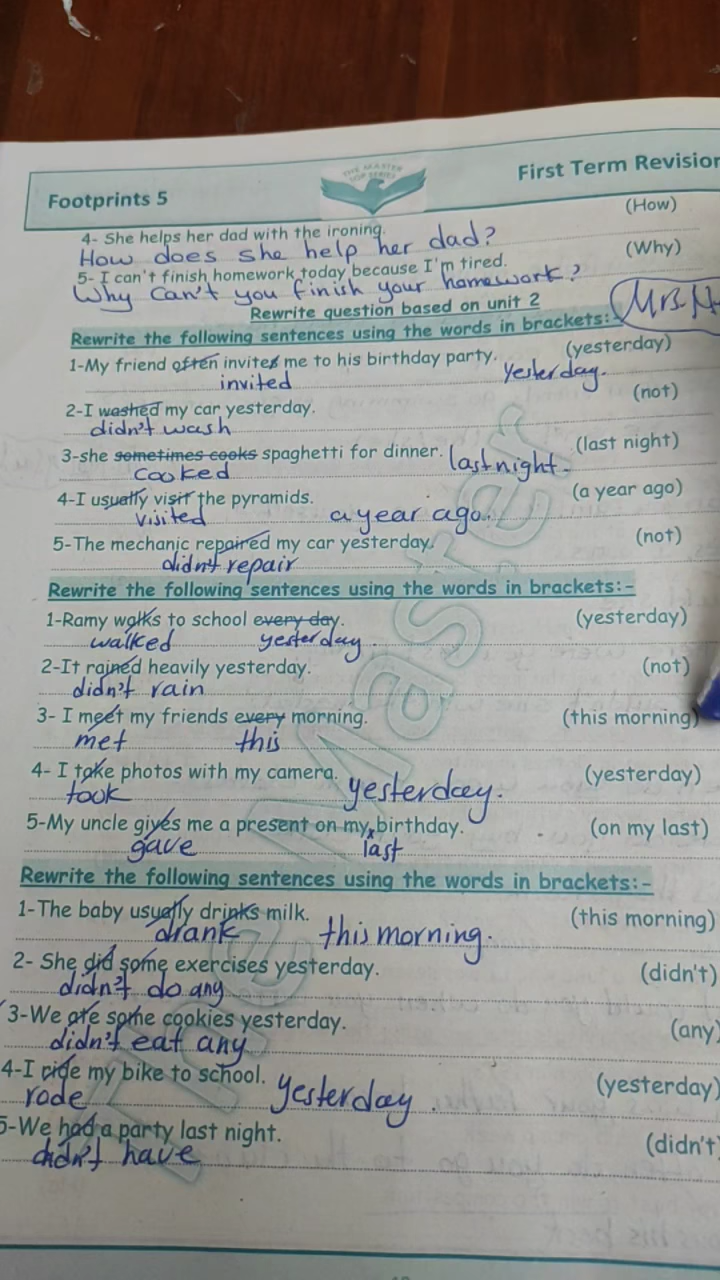 THE MASTER
TOP SERIES
Footprints 5
First Term Revision
4- She helps her dad with the ironing. (How)
How does she help her dad?
5- I can't finish homework today because I'm tired. (Why)
Why Can't you finish your homework?
Rewrite question based on unit 2
Mrs.
Rewrite the following sentences using the words in brackets:-
1-My friend often invites me to his birthday party. (yesterday)
invited yesterday.
2-I washed my car yesterday. (not)
didn't wash
3-she sometimes cooks spaghetti for dinner. (last night)
cooked last night.
4-I usually visit the pyramids. (a year ago)
visited a year ago.
5-The mechanic repaired my car yesterday. (not)
didn't repair
Rewrite the following sentences using the words in brackets:-
1-Ramy walks to school every day. (yesterday)
walked yesterday.
2-It rained heavily yesterday. (not)
didn't rain
3- I meet my friends every morning. (this morning)
met this
4- I take photos with my camera. (yesterday)
took yesterday.
5-My uncle gives me a present on my birthday. (on my last)
gave last
Rewrite the following sentences using the words in brackets:-
1-The baby usually drinks milk. (this morning)
drank this morning.
2- She did some exercises yesterday. (didn't)
didn't do any
3-We ate some cookies yesterday. (any)
didn't eat any
4-I ride my bike to school. (yesterday)
rode yesterday.
5-We had a party last night. (didn't)
didn't have
The Master